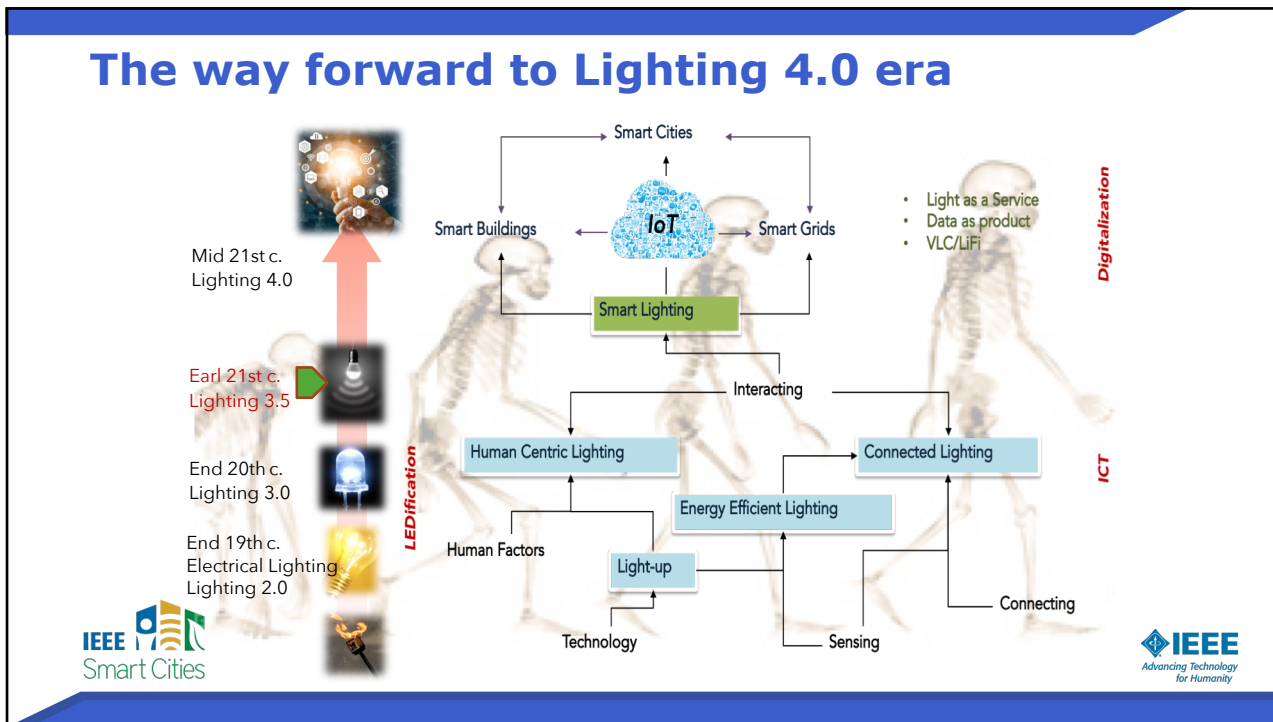 The way forward to Lighting 4.0 era
Mid 21st c.
Lighting 4.0
Earl 21st c.
Lighting 3.5
End 20th c.
Lighting 3.0
End 19th c.
Electrical Lighting
Lighting 2.0
LEDification
Smart Cities
IoT
Smart Buildings
Smart Grids
Smart Lighting
Interacting
Human Centric Lighting
Connected Lighting
Energy Efficient Lighting
Human Factors
Light-up
Connecting
Technology
Sensing
• Light as a Service
• Data as product
• VLC/LiFi
Digitalization
ICT
IEEE
Smart Cities
IEEE
Advancing Technology
for Humanity